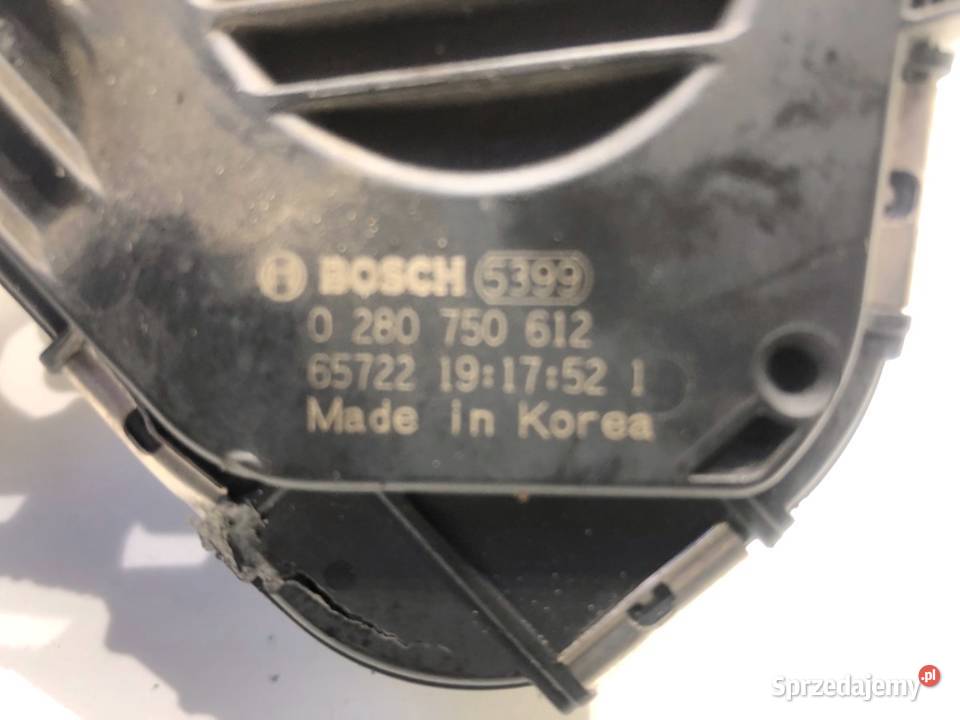 BOSCH 5399
0 280 750 612
65722 19:17:52 1
Made in Korea
Sprzedajemy.pl